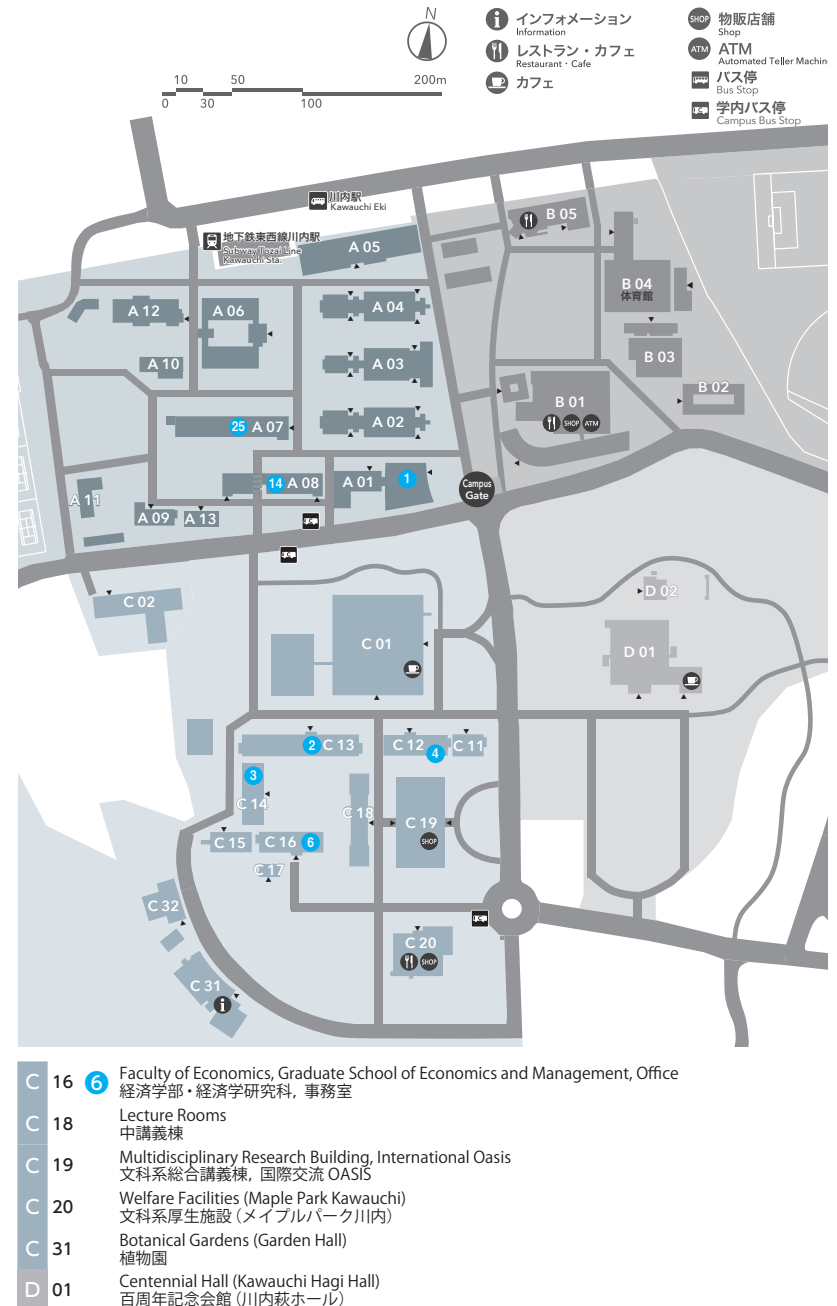 N
インフォメーション
Information
レストラン・カフェ
Restaurant・Cafe
カフェ
SHOP 物販店舗
Shop
ATM ATM
Automated Teller Machin
バス停
Bus Stop
学内バス停
Campus Bus Stop
10 50 200m
0 30 100
川内駅
Kawauchi Eki
地下鉄東西線川内駅
Subway Tozai Line
Kawauchi Sta.
A 05
B 05
B 04
体育館
A 12
A 06
A 04
A 10
A 03
B 03
B 02
B 01
SHOP ATM
25 A 07
A 02
14 A 08
A 01
1
Campus
Gate
A 11
A 09
A 13
C 02
D 02
C 01
D 01
2 C 13
C 12
4
C 11
3
C 14
C 18
C 19
SHOP
C 15
C 16 6
C 17
C 32
C 20
SHOP
C 31
C 16 6 Faculty of Economics, Graduate School of Economics and Management, Office
経済学部・経済学研究科, 事務室
C 18 Lecture Rooms
中講義棟
C 19 Multidisciplinary Research Building, International Oasis
文科系総合講義棟, 国際交流 OASIS
C 20 Welfare Facilities (Maple Park Kawauchi)
文科系厚生施設（メイプルパーク川内）
C 31 Botanical Gardens (Garden Hall)
植物園
D 01 Centennial Hall (Kawauchi Hagi Hall)
百周年記念会館（川内萩ホール）